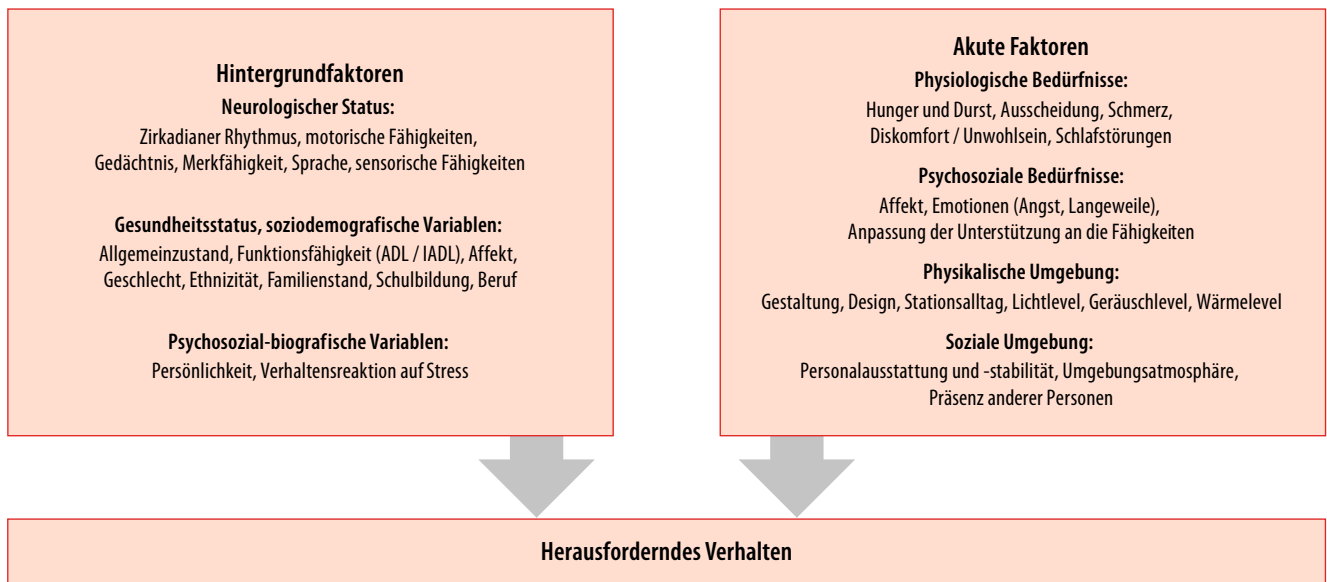 Hintergrundfaktoren
Neurologischer Status:
Zirkadianer Rhythmus, motorische Fähigkeiten,
Gedächtnis, Merkfähigkeit, Sprache, sensorische Fähigkeiten
Gesundheitsstatus, soziodemografische Variablen:
Allgemeinzustand, Funktionsfähigkeit (ADL / IADL), Affekt,
Geschlecht, Ethnizität, Familienstand, Schulbildung, Beruf
Psychosozial-biografische Variablen:
Persönlichkeit, Verhaltensreaktion auf Stress
Akute Faktoren
Physiologische Bedürfnisse:
Hunger und Durst, Ausscheidung, Schmerz,
Diskomfort / Unwohlsein, Schlafstörungen
Psychosoziale Bedürfnisse:
Affekt, Emotionen (Angst, Langeweile),
Anpassung der Unterstützung an die Fähigkeiten
Physikalische Umgebung:
Gestaltung, Design, Stationsalltag, Lichtlevel, Geräuschlevel, Wärmelevel
Soziale Umgebung:
Personalausstattung und -stabilität, Umgebungsatmosphäre,
Präsenz anderer Personen
Herausforderndes Verhalten